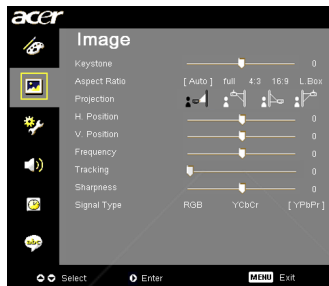 acer
Image
Keystone 0
Aspect Ratio [ Auto ] full 4:3 16:9 L.Box
Projection
H. Position 0
V. Position 0
Frequency 0
Tracking 0
Sharpness 0
Signal Type RGB YCbCr [ YPbPr ]
abc
Select Enter MENU Exit